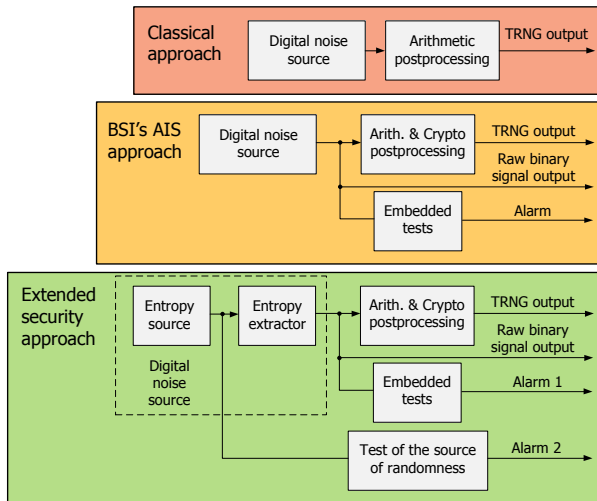 Classical
approach
Digital noise
source
Arithmetic
postprocessing
TRNG output
BSI's AIS
approach
Digital noise
source
Arith. & Crypto
postprocessing
TRNG output
Raw binary
signal output
Embedded
tests
Alarm
Extended
security
approach
Entropy
source
Entropy
extractor
Digital
noise
source
Arith. & Crypto
postprocessing
TRNG output
Raw binary
signal output
Embedded
tests
Alarm 1
Test of the source
of randomness
Alarm 2